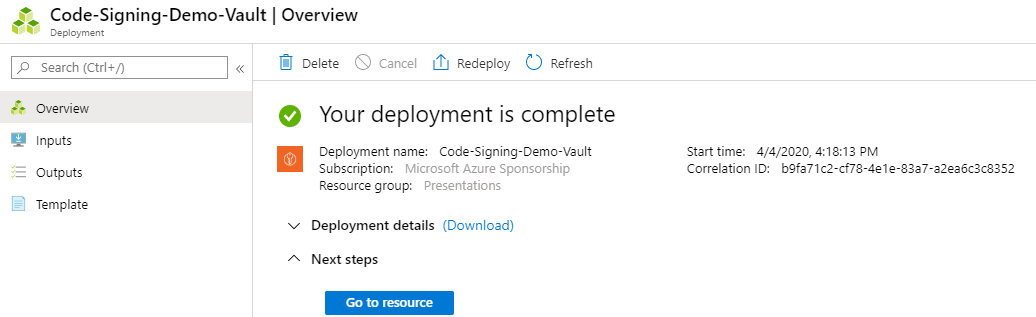 Code-Signing-Demo-Vault | Overview
Deployment
Search (Ctrl+/)
«
Delete
Cancel
Redeploy
Refresh
Overview
Inputs
Outputs
Template
Your deployment is complete
Deployment name: Code-Signing-Demo-Vault
Subscription: Microsoft Azure Sponsorship
Resource group: Presentations
Start time: 4/4/2020, 4:18:13 PM
Correlation ID: b9fa71c2-cf78-4e1e-83a7-a2ea6c3c8352
Deployment details (Download)
Next steps
Go to resource